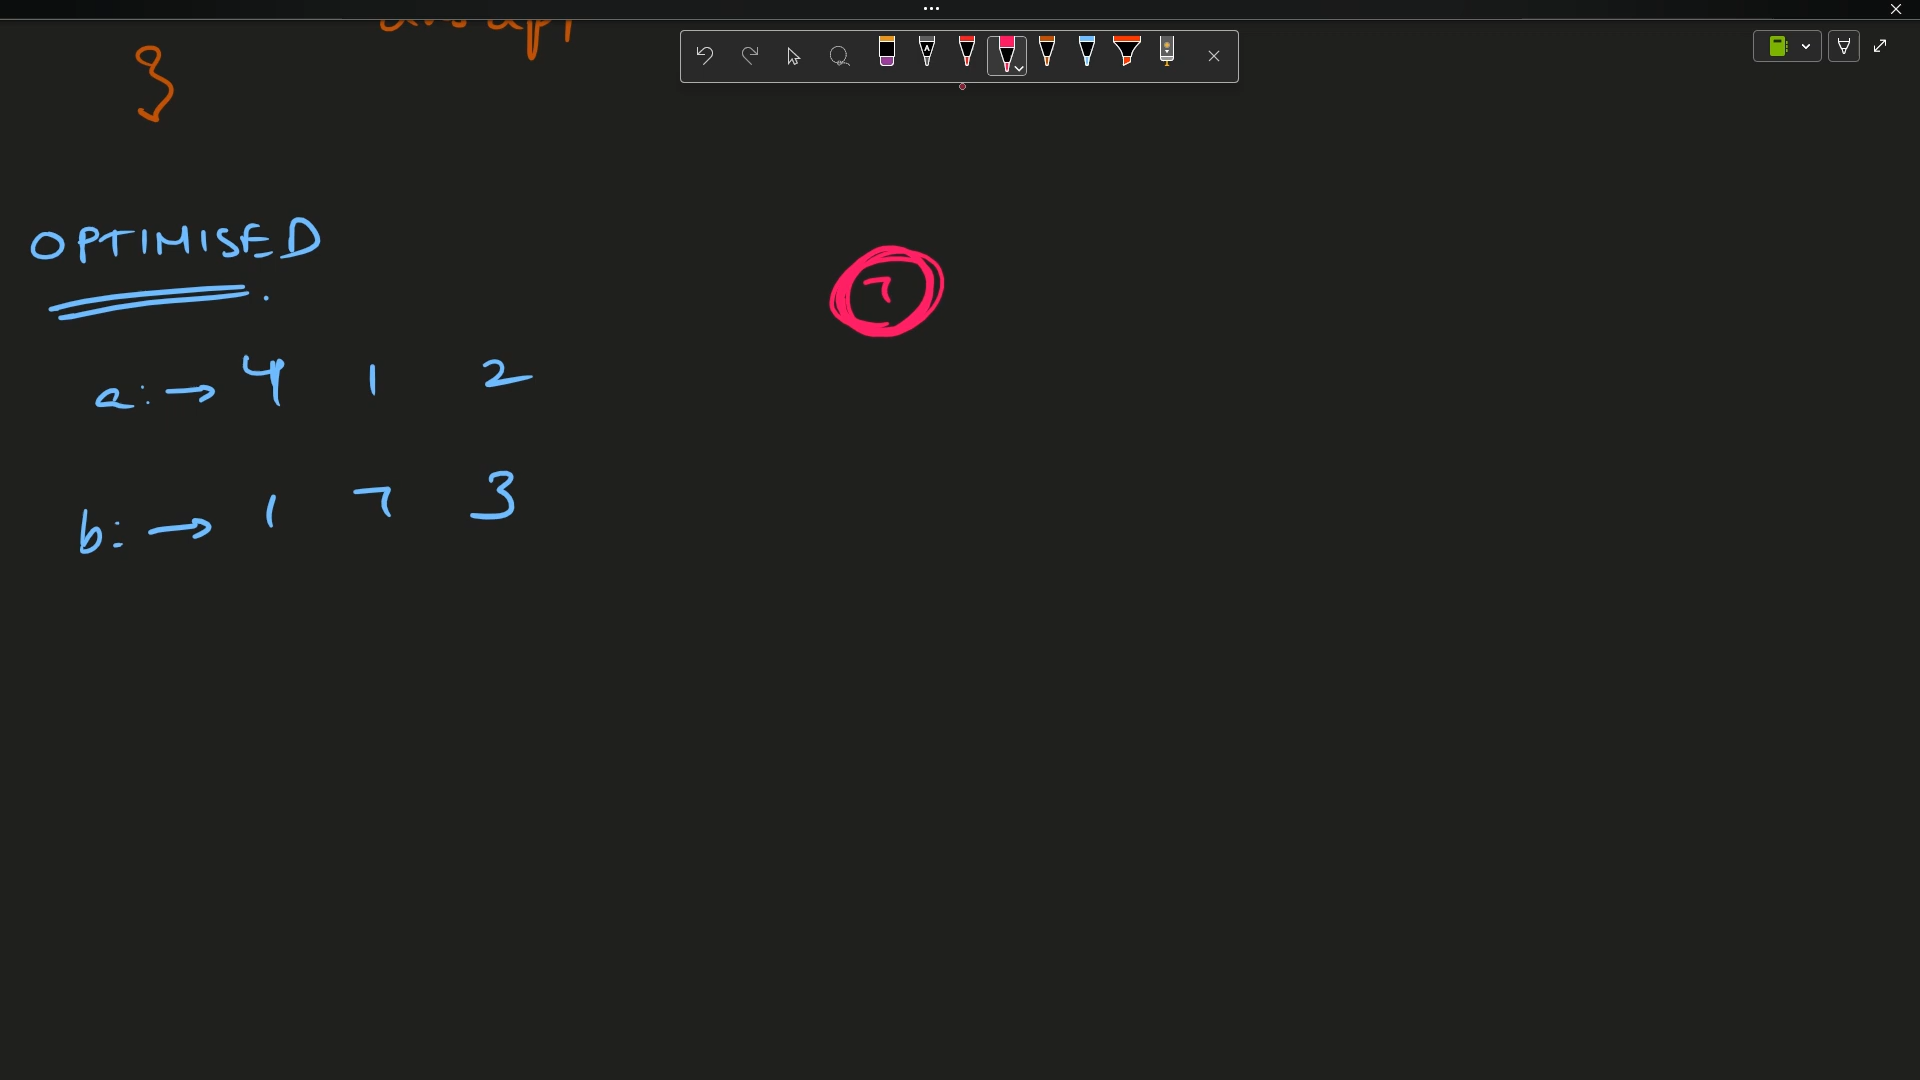 }
OPTIMISED
7
a: → 4 1 2
b: → 1 7 3